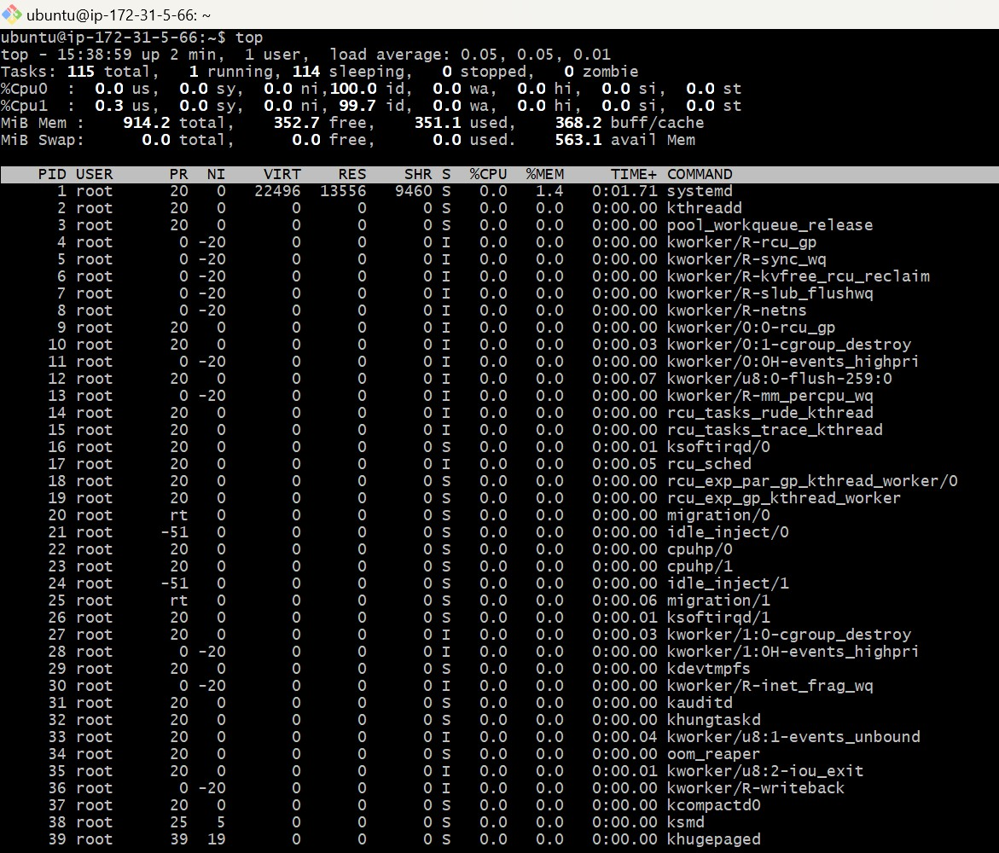 ubuntu@ip-172-31-5-66: ~
ubuntu@ip-172-31-5-66:~$ top
top - 15:38:59 up 2 min,  1 user,  load average: 0.05, 0.05, 0.01
Tasks: 115 total,   1 running, 114 sleeping,   0 stopped,   0 zombie
%Cpu0  :  0.0 us,  0.0 sy,  0.0 ni,100.0 id,  0.0 wa,  0.0 hi,  0.0 si,  0.0 st
%Cpu1  :  0.3 us,  0.0 sy,  0.0 ni, 99.7 id,  0.0 wa,  0.0 hi,  0.0 si,  0.0 st
MiB Mem :    914.2 total,    352.7 free,    351.1 used,    368.2 buff/cache
MiB Swap:      0.0 total,      0.0 free,      0.0 used.   563.1 avail Mem
PID USER      PR  NI    VIRT    RES    SHR S  %CPU  %MEM     TIME+ COMMAND
1 root      20   0   22496  13556   9460 S   0.0   1.4   0:01.71 systemd
2 root      20   0       0      0      0 S   0.0   0.0   0:00.00 kthreadd
3 root      20   0       0      0      0 S   0.0   0.0   0:00.00 pool_workqueue_release
4 root       0 -20       0      0      0 I   0.0   0.0   0:00.00 kworker/R-rcu_gp
5 root       0 -20       0      0      0 I   0.0   0.0   0:00.00 kworker/R-sync_wq
6 root       0 -20       0      0      0 I   0.0   0.0   0:00.00 kworker/R-kvfree_rcu_reclaim
7 root       0 -20       0      0      0 I   0.0   0.0   0:00.00 kworker/R-slub_flushwq
8 root       0 -20       0      0      0 I   0.0   0.0   0:00.00 kworker/R-netns
9 root      20   0       0      0      0 I   0.0   0.0   0:00.00 kworker/0:0-rcu_gp
10 root      20   0       0      0      0 I   0.0   0.0   0:00.03 kworker/0:1-cgroup_destroy
11 root       0 -20       0      0      0 I   0.0   0.0   0:00.00 kworker/0:0H-events_highpri
12 root      20   0       0      0      0 I   0.0   0.0   0:00.07 kworker/u8:0-flush-259:0
13 root       0 -20       0      0      0 I   0.0   0.0   0:00.00 kworker/R-mm_percpu_wq
14 root      20   0       0      0      0 I   0.0   0.0   0:00.00 rcu_tasks_rude_kthread
15 root      20   0       0      0      0 I   0.0   0.0   0:00.00 rcu_tasks_trace_kthread
16 root      20   0       0      0      0 S   0.0   0.0   0:00.01 ksoftirqd/0
17 root      20   0       0      0      0 I   0.0   0.0   0:00.05 rcu_sched
18 root      20   0       0      0      0 S   0.0   0.0   0:00.00 rcu_exp_par_gp_kthread_worker/0
19 root      20   0       0      0      0 S   0.0   0.0   0:00.00 rcu_exp_gp_kthread_worker
20 root      rt   0       0      0      0 S   0.0   0.0   0:00.00 migration/0
21 root     -51   0       0      0      0 S   0.0   0.0   0:00.00 idle_inject/0
22 root      20   0       0      0      0 S   0.0   0.0   0:00.00 cpuhp/0
23 root      20   0       0      0      0 S   0.0   0.0   0:00.00 cpuhp/1
24 root     -51   0       0      0      0 S   0.0   0.0   0:00.00 idle_inject/1
25 root      rt   0       0      0      0 S   0.0   0.0   0:00.06 migration/1
26 root      20   0       0      0      0 S   0.0   0.0   0:00.01 ksoftirqd/1
27 root      20   0       0      0      0 I   0.0   0.0   0:00.03 kworker/1:0-cgroup_destroy
28 root       0 -20       0      0      0 I   0.0   0.0   0:00.00 kworker/1:0H-events_highpri
29 root      20   0       0      0      0 S   0.0   0.0   0:00.00 kdevtmpfs
30 root       0 -20       0      0      0 I   0.0   0.0   0:00.00 kworker/R-inet_frag_wq
31 root      20   0       0      0      0 S   0.0   0.0   0:00.00 kauditd
32 root      20   0       0      0      0 S   0.0   0.0   0:00.00 khungtaskd
33 root      20   0       0      0      0 I   0.0   0.0   0:00.04 kworker/u8:1-events_unbound
34 root      20   0       0      0      0 S   0.0   0.0   0:00.00 oom_reaper
35 root      20   0       0      0      0 I   0.0   0.0   0:00.01 kworker/u8:2-iou_exit
36 root       0 -20       0      0      0 I   0.0   0.0   0:00.00 kworker/R-writeback
37 root      20   0       0      0      0 S   0.0   0.0   0:00.00 kcompactd0
38 root      25   5       0      0      0 S   0.0   0.0   0:00.00 ksmd
39 root      39  19       0      0      0 S   0.0   0.0   0:00.00 khugepaged